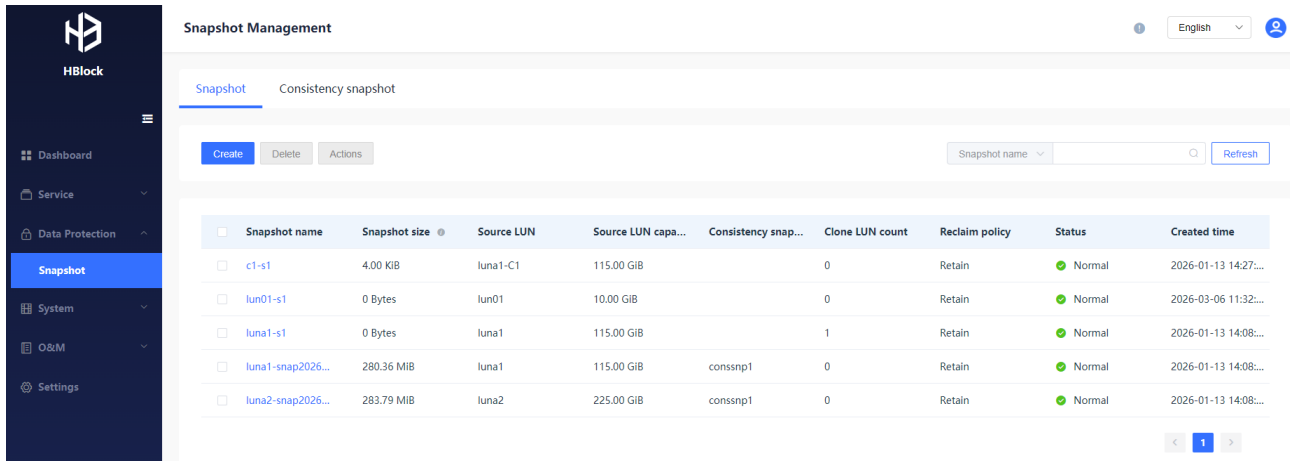 HBlock
Snapshot Management
English
Snapshot Consistency snapshot
Dashboard
Service
Data Protection
Snapshot
System
O&M
Settings
Create Delete Actions Snapshot name Refresh
Snapshot name Snapshot size Source LUN Source LUN capa... Consistency snap... Clone LUN count Reclaim policy Status Created time
c1-s1 4.00 KiB luna1-C1 115.00 GiB 0 Retain Normal 2026-01-13 14:27:...
lun01-s1 0 Bytes lun01 10.00 GiB 0 Retain Normal 2026-03-06 11:32:...
luna1-s1 0 Bytes luna1 115.00 GiB 1 Retain Normal 2026-01-13 14:08:...
luna1-snap2026... 280.36 MiB luna1 115.00 GiB conssnp1 0 Retain Normal 2026-01-13 14:08:...
luna2-snap2026... 283.79 MiB luna2 225.00 GiB conssnp1 0 Retain Normal 2026-01-13 14:08:...
< 1 >